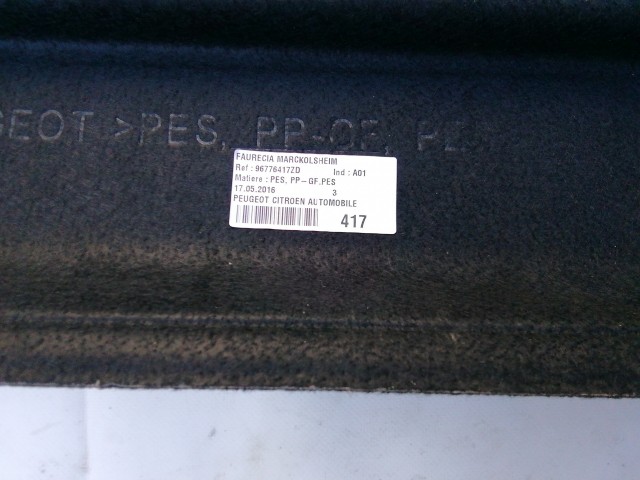 GEOT >PES, PP-GF, PES
FAURECIA MARCKOLSHEIM
Ref : 96776417ZD Ind : A01
Matiere : PES, PP-GF,PES
17.05.2016 3
PEUGEOT CITROEN AUTOMOBILE
417